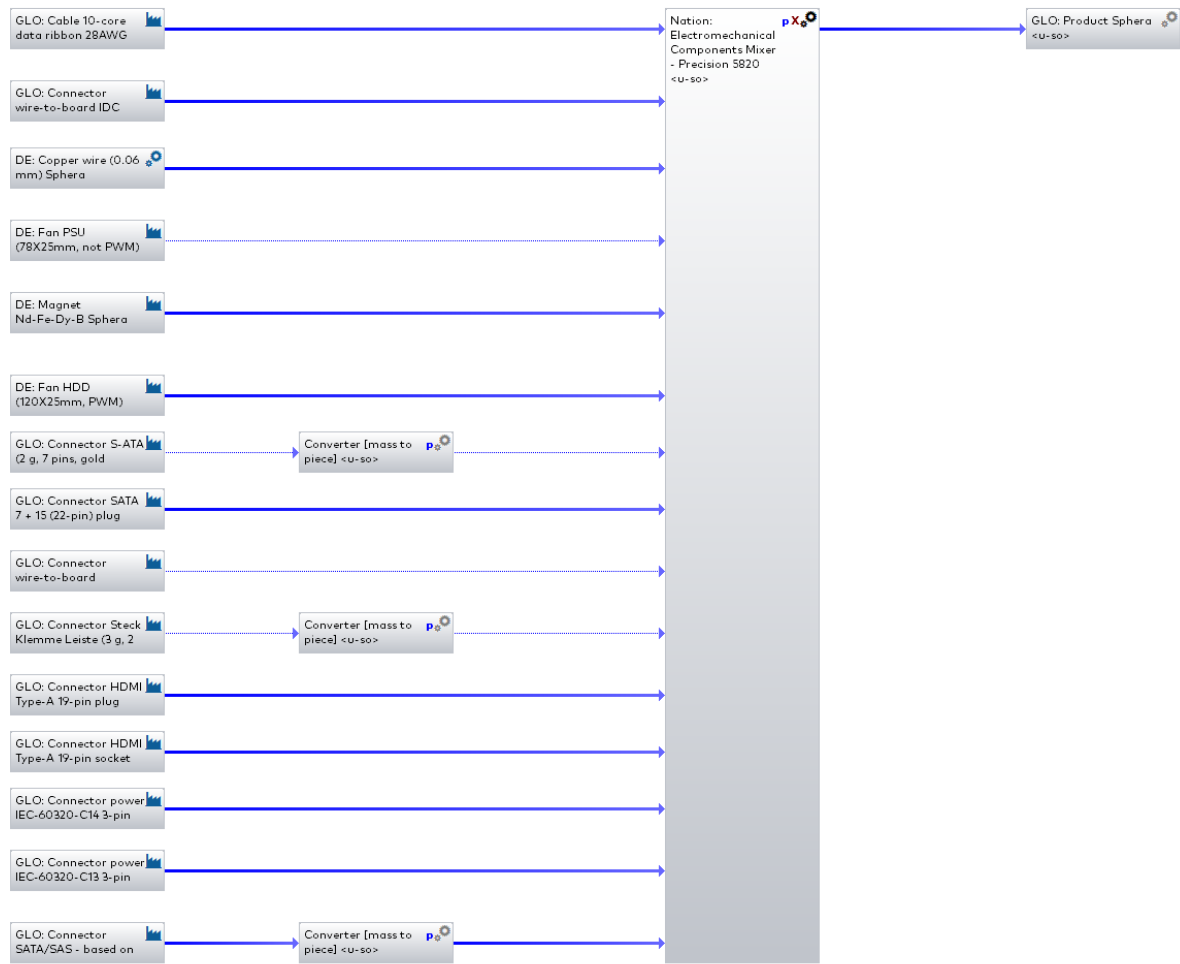 GLO: Cable 10-core
data ribbon 28AWG
GLO: Connector
wire-to-board IDC
DE: Copper wire (0.06
mm) Sphera
DE: Fan PSU
(78X25mm, not PWM)
DE: Magnet
Nd-Fe-Dy-B Sphera
DE: Fan HDD
(120X25mm, PWM)
GLO: Connector S-ATA
(2 g, 7 pins, gold
Converter [mass to
piece] <u-so>
p
GLO: Connector SATA
7 + 15 (22-pin) plug
GLO: Connector
wire-to-board
GLO: Connector Steck
Klemme Leiste (3 g, 2
Converter [mass to
piece] <u-so>
p
GLO: Connector HDMI
Type-A 19-pin plug
GLO: Connector HDMI
Type-A 19-pin socket
GLO: Connector power
IEC-60320-C14 3-pin
GLO: Connector power
IEC-60320-C13 3-pin
GLO: Connector
SATA/SAS - based on
Converter [mass to
piece] <u-so>
p
Nation:
Electromechanical
Components Mixer
- Precision 5820
<u-so>
pX
GLO: Product Sphera
<u-so>